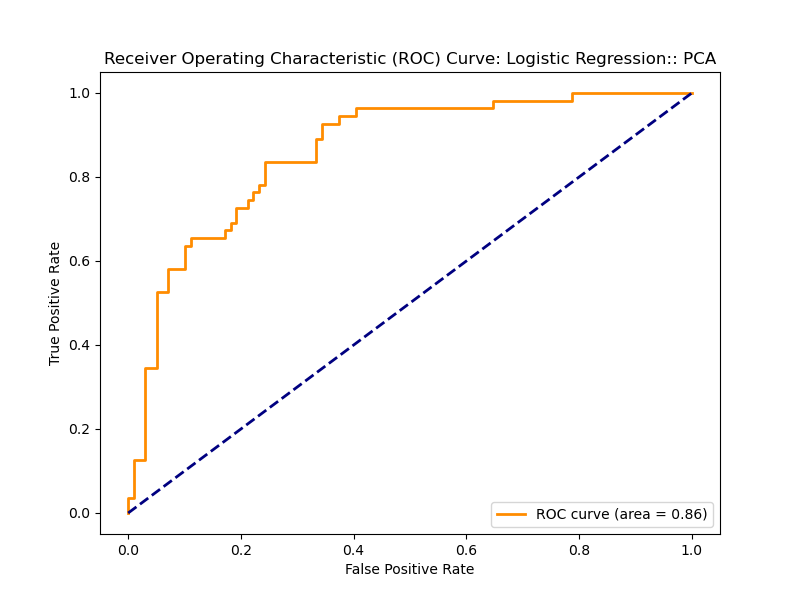 Receiver Operating Characteristic (ROC) Curve: Logistic Regression:: PCA
1.0
0.8
0.6
0.4
0.2
0.0
True Positive Rate
ROC curve (area = 0.86)
0.0 0.2 0.4 0.6 0.8 1.0
False Positive Rate